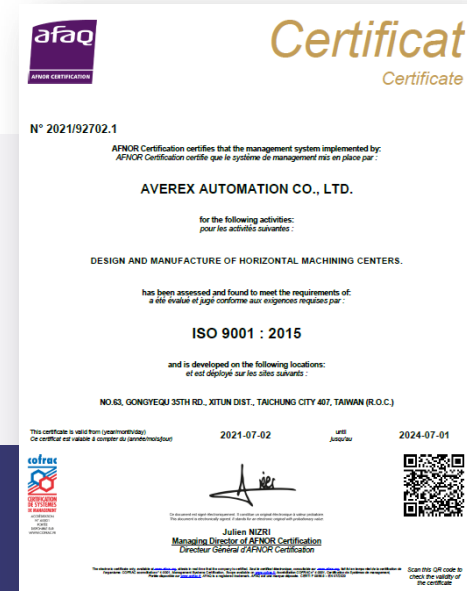 afaq
AFNOR CERTIFICATION
Certificat
Certificate
N° 2021/92702.1
AFNOR Certification certifies that the management system implemented by:
AFNOR Certification certifie que le système de management mis en place par :
AVEREX AUTOMATION CO., LTD.
for the following activities:
pour les activités suivantes :
DESIGN AND MANUFACTURE OF HORIZONTAL MACHINING CENTERS.
has been assessed and found to meet the requirements of:
a été évalué et jugé conforme aux exigences requises par :
ISO 9001 : 2015
and is developed on the following locations:
et est déployé sur les sites suivants :
NO.63, GONGYEQU 35TH RD., XITUN DIST., TAICHUNG CITY 407, TAIWAN (R.O.C.)
This certificate is valid from (year/month/day) until
Ce certificat est valable à compter du (année/mois/jour) 2021-07-02 jusqu'au 2024-07-01
cofrac
CERTIFICATION
DE SYSTEMES
DE MANAGEMENT
Julien NIZRI
Managing Director of AFNOR Certification
Directeur Général d'AFNOR Certification
Scan this QR code to
check the validity of
the certificate